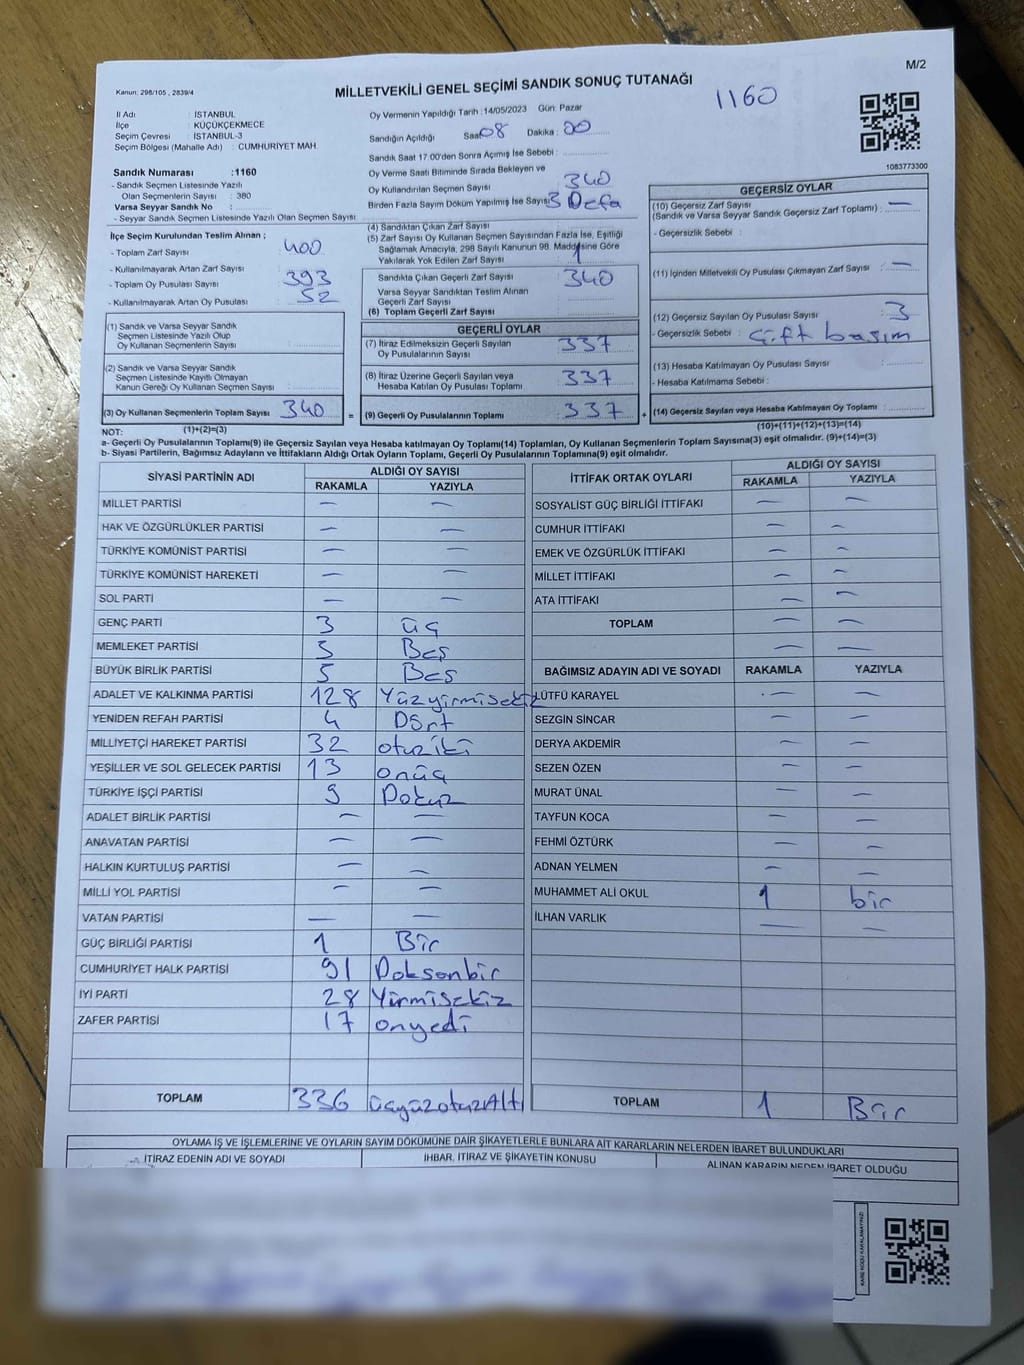 M/2
MİLLETVEKİLİ GENEL SEÇİMİ SANDIK SONUÇ TUTANAĞI
1160
Kanun: 298/105 , 2839/4
İl Adı : İSTANBUL
İlçe : KÜÇÜKÇEKMECE
Seçim Çevresi : İSTANBUL-3
Seçim Bölgesi (Mahalle Adı) : CUMHURİYET MAH.
Sandık Numarası :1160
- Sandık Seçmen Listesinde Yazılı
Olan Seçmenlerin Sayısı : 380
Varsa Seyyar Sandık No :
- Seyyar Sandık Seçmen Listesinde Yazılı Olan Seçmen Sayısı
Oy Vermenin Yapıldığı Tarih : 14/05/2023 Gün: Pazar
Sandığın Açıldığı Saat 08 Dakika : 00
Sandık Saat 17:00'den Sonra Açımış İse Sebebi :
Oy Verme Saati Bitiminde Sırada Bekleyen ve
Oy Kullandırılan Seçmen Sayısı 340
Birden Fazla Sayım Döküm Yapılmış İse Sayısı 3 Defa
1083773300
İlçe Seçim Kurulundan Teslim Alınan ;
- Toplam Zarf Sayısı : 400
- Kullanılmayarak Artan Zarf Sayısı
- Toplam Oy Pusulası Sayısı : 393
- Kullanılmayarak Artan Oy Pusulası : 52
(4) Sandıktan Çıkan Zarf Sayısı
(5) Zarf Sayısı Oy Kullanan Seçmen Sayısından Fazla İse, Eşitliği
Sağlamak Amacıyla, 298 Sayılı Kanunun 98. Maddesine Göre
Yakılarak Yok Edilen Zarf Sayısı : 1
Sandıkta Çıkan Geçerli Zarf Sayısı 340
Varsa Seyyar Sandıktan Teslim Alınan
Geçerli Zarf Sayısı
(6) Toplam Geçerli Zarf Sayısı
GEÇERSİZ OYLAR
(10) Geçersiz Zarf Sayısı
(Sandık ve Varsa Seyyar Sandık Geçersiz Zarf Toplamı) : —
- Geçersizlik Sebebi :
(11) İçinden Milletvekili Oy Pusulası Çıkmayan Zarf Sayısı : —
(12) Geçersiz Sayılan Oy Pusulası Sayısı : 3
- Geçersizlik Sebebi : Çift basım
(13) Hesaba Katılmayan Oy Pusulası Sayısı :
- Hesaba Katılmama Sebebi :
(14) Geçersiz Sayılan veya Hesaba Katılmayan Oy Toplamı :
(10)+(11)+(12)+(13)=(14)
(1) Sandık ve Varsa Seyyar Sandık
Seçmen Listesinde Yazılı Olup
Oy Kullanan Seçmenlerin Sayısı
(2) Sandık ve Varsa Seyyar Sandık
Seçmen Listesinde Kayıtlı Olmayan
Kanun Gereği Oy Kullanan Seçmen Sayısı
(3) Oy Kullanan Seçmenlerin Toplam Sayısı 340 =
(1)+(2)=(3)
GEÇERLİ OYLAR
(7) İtiraz Edilmeksizin Geçerli Sayılan
Oy Pusulalarının Sayısı 337
(8) İtiraz Üzerine Geçerli Sayılan veya
Hesaba Katılan Oy Pusulası Toplamı 337
(9) Geçerli Oy Pusulalarının Toplamı 337 +
NOT:
a- Geçerli Oy Pusulalarının Toplamı(9) ile Geçersiz Sayılan veya Hesaba katılmayan Oy Toplamı(14) Toplamları, Oy Kullanan Seçmenlerin Toplam Sayısına(3) eşit olmalıdır. (9)+(14)=(3)
b- Siyasi Partilerin, Bağımsız Adayların ve İttifakların Aldığı Ortak Oyların Toplamı, Geçerli Oy Pusulalarının Toplamına(9) eşit olmalıdır.
SİYASİ PARTİNİN ADI ALDIĞI OY SAYISI
RAKAMLA YAZIYLA
MİLLET PARTİSİ — —
HAK VE ÖZGÜRLÜKLER PARTİSİ — —
TÜRKİYE KOMÜNİST PARTİSİ — —
TÜRKİYE KOMÜNİST HAREKETİ — —
SOL PARTİ — —
GENÇ PARTİ 3 üç
MEMLEKET PARTİSİ 5 Beş
BÜYÜK BİRLİK PARTİSİ 5 Beş
ADALET VE KALKINMA PARTİSİ 128 Yüzyirmisekiz
YENİDEN REFAH PARTİSİ 4 Dört
MİLLİYETÇİ HAREKET PARTİSİ 32 otuziki
YEŞİLLER VE SOL GELECEK PARTİSİ 13 onüç
TÜRKİYE İŞÇİ PARTİSİ 9 Dokuz
ADALET BİRLİK PARTİSİ — —
ANAVATAN PARTİSİ — —
HALKIN KURTULUŞ PARTİSİ — —
MİLLİ YOL PARTİSİ — —
VATAN PARTİSİ — —
GÜÇ BİRLİĞİ PARTİSİ 1 Bir
CUMHURİYET HALK PARTİSİ 91 Doksanbir
İYİ PARTİ 28 Yirmisekiz
ZAFER PARTİSİ 17 onyedi
TOPLAM 336 üçyüzotuzAltı
İTTİFAK ORTAK OYLARI ALDIĞI OY SAYISI
RAKAMLA YAZIYLA
SOSYALİST GÜÇ BİRLİĞİ İTTİFAKI — —
CUMHUR İTTİFAKI — —
EMEK VE ÖZGÜRLÜK İTTİFAKI — —
MİLLET İTTİFAKI — —
ATA İTTİFAKI — —
TOPLAM — —
— —
BAĞIMSIZ ADAYIN ADI VE SOYADI RAKAMLA YAZIYLA
LÜTFÜ KARAYEL — —
SEZGİN SİNCAR — —
DERYA AKDEMİR — —
SEZEN ÖZEN — —
MURAT ÜNAL — —
TAYFUN KOCA — —
FEHMİ ÖZTÜRK — —
ADNAN YELMEN — —
MUHAMMET ALİ OKUL 1 bir
İLHAN VARLIK — —
TOPLAM 1 Bir
OYLAMA İŞ VE İŞLEMLERİNE VE OYLARIN SAYIM DÖKÜMÜNE DAİR ŞİKAYETLERLE BUNLARA AİT KARARLARIN NELERDEN İBARET BULUNDUKLARI
İTİRAZ EDENİN ADI VE SOYADI İHBAR, İTİRAZ VE ŞİKAYETİN KONUSU ALINAN KARARIN NEDEN İBARET OLDUĞU
KARE KODU KARALAMAYINIZ!